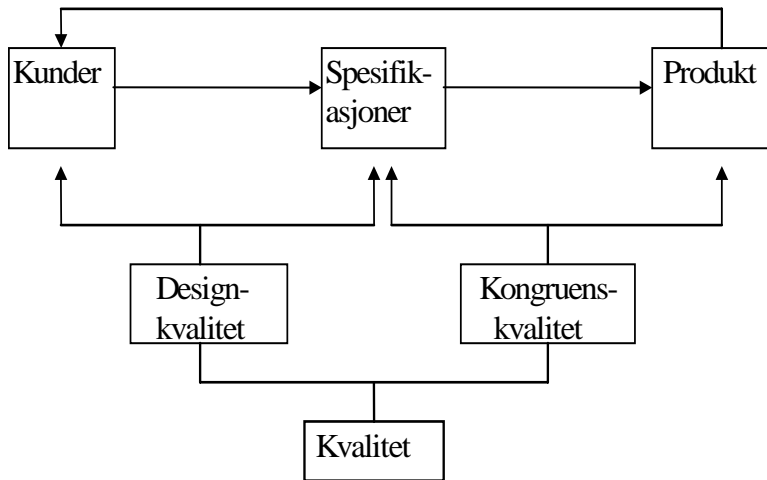 Kunder
Spesifik-
asjoner
Produkt
Design-
kvalitet
Kongruens-
kvalitet
Kvalitet